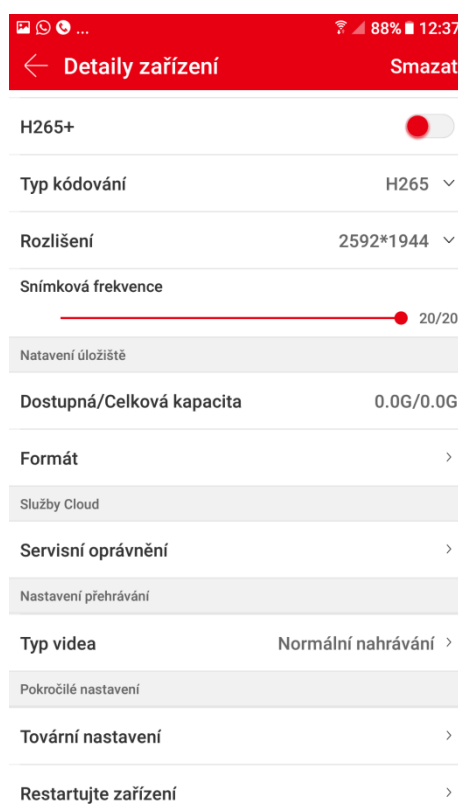 ... 88% 12:37
Detaily zařízení Smazat
H265+
Typ kódování H265
Rozlišení 2592*1944
Snímková frekvence
20/20
Natavení úložiště
Dostupná/Celková kapacita 0.0G/0.0G
Formát
Služby Cloud
Servisní oprávnění
Nastavení přehrávání
Typ videa Normální nahrávání
Pokročilé nastavení
Tovární nastavení
Restartujte zařízení